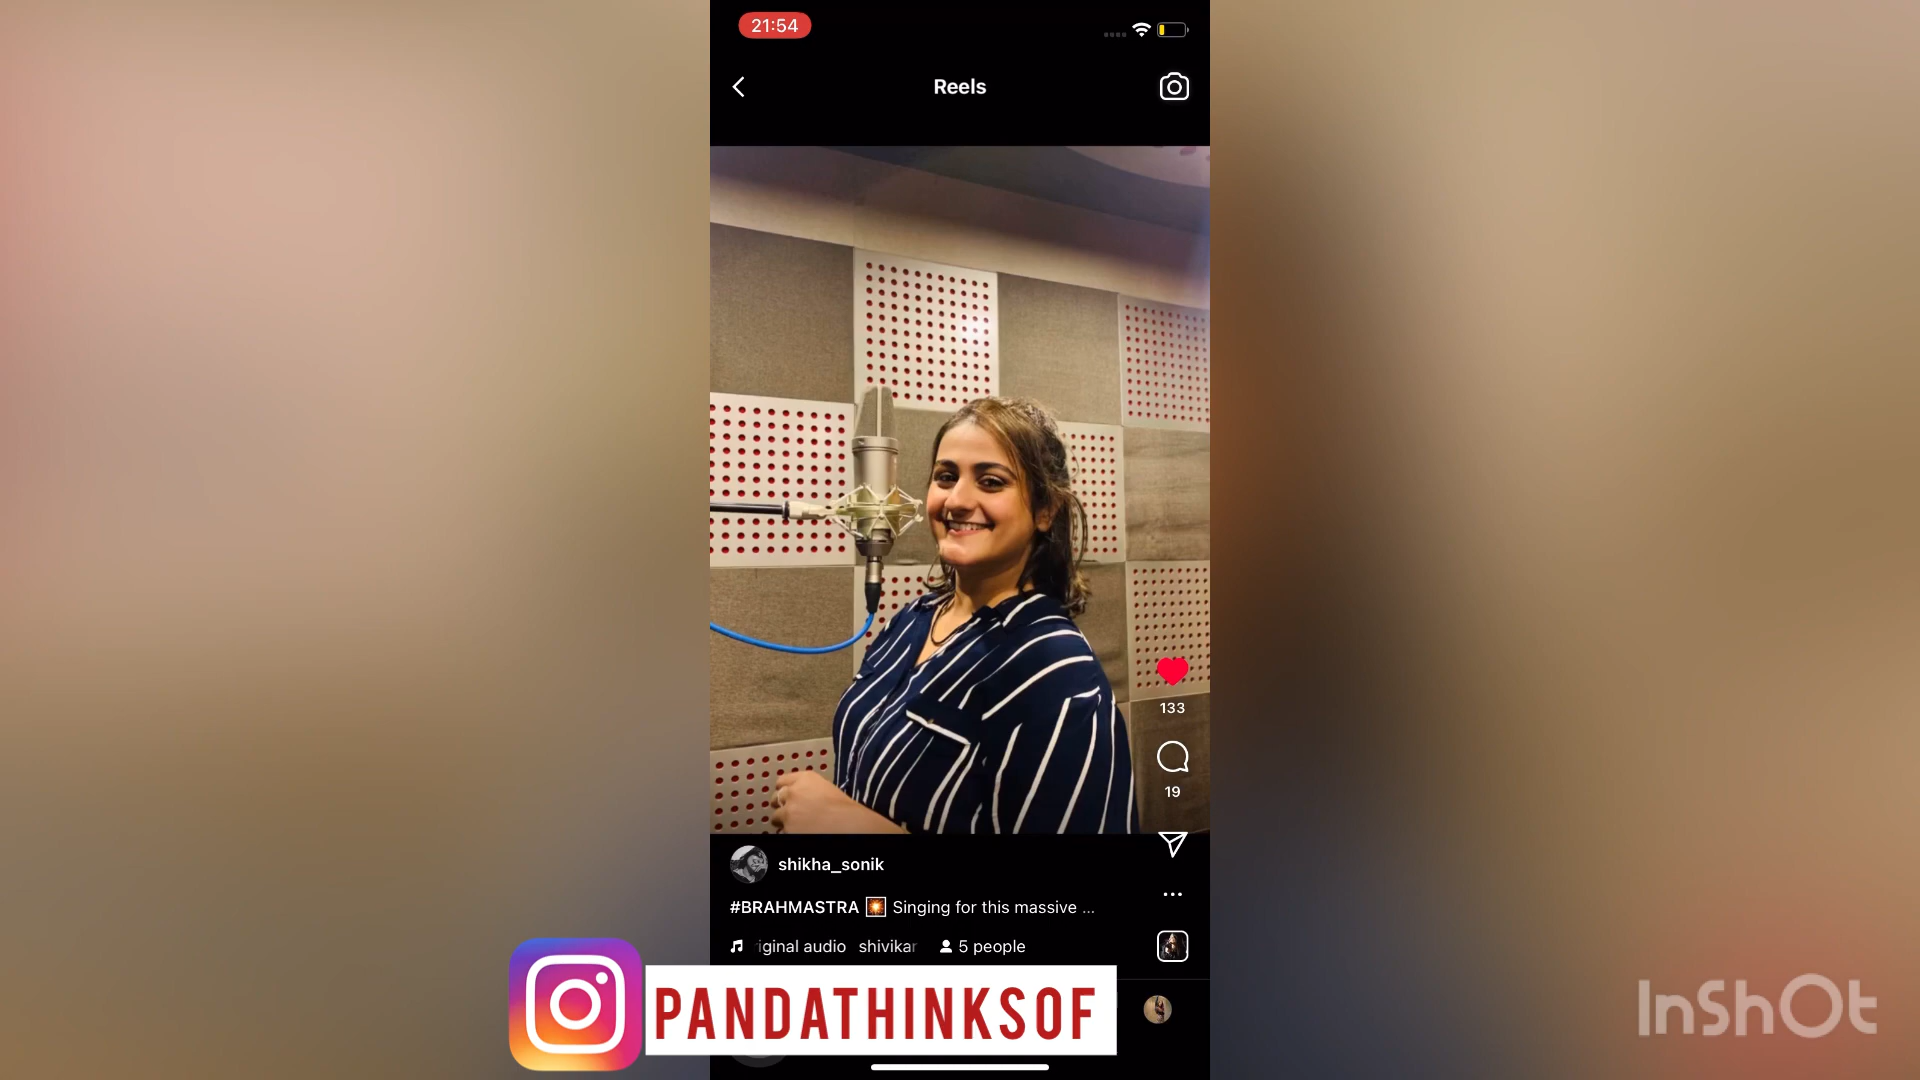 21:54
Reels
133
19
shikha_sonik
#BRAHMASTRA 💥 Singing for this massive ...
iginal audio shivikar 5 people
PANDATHINKSOF
InShOt